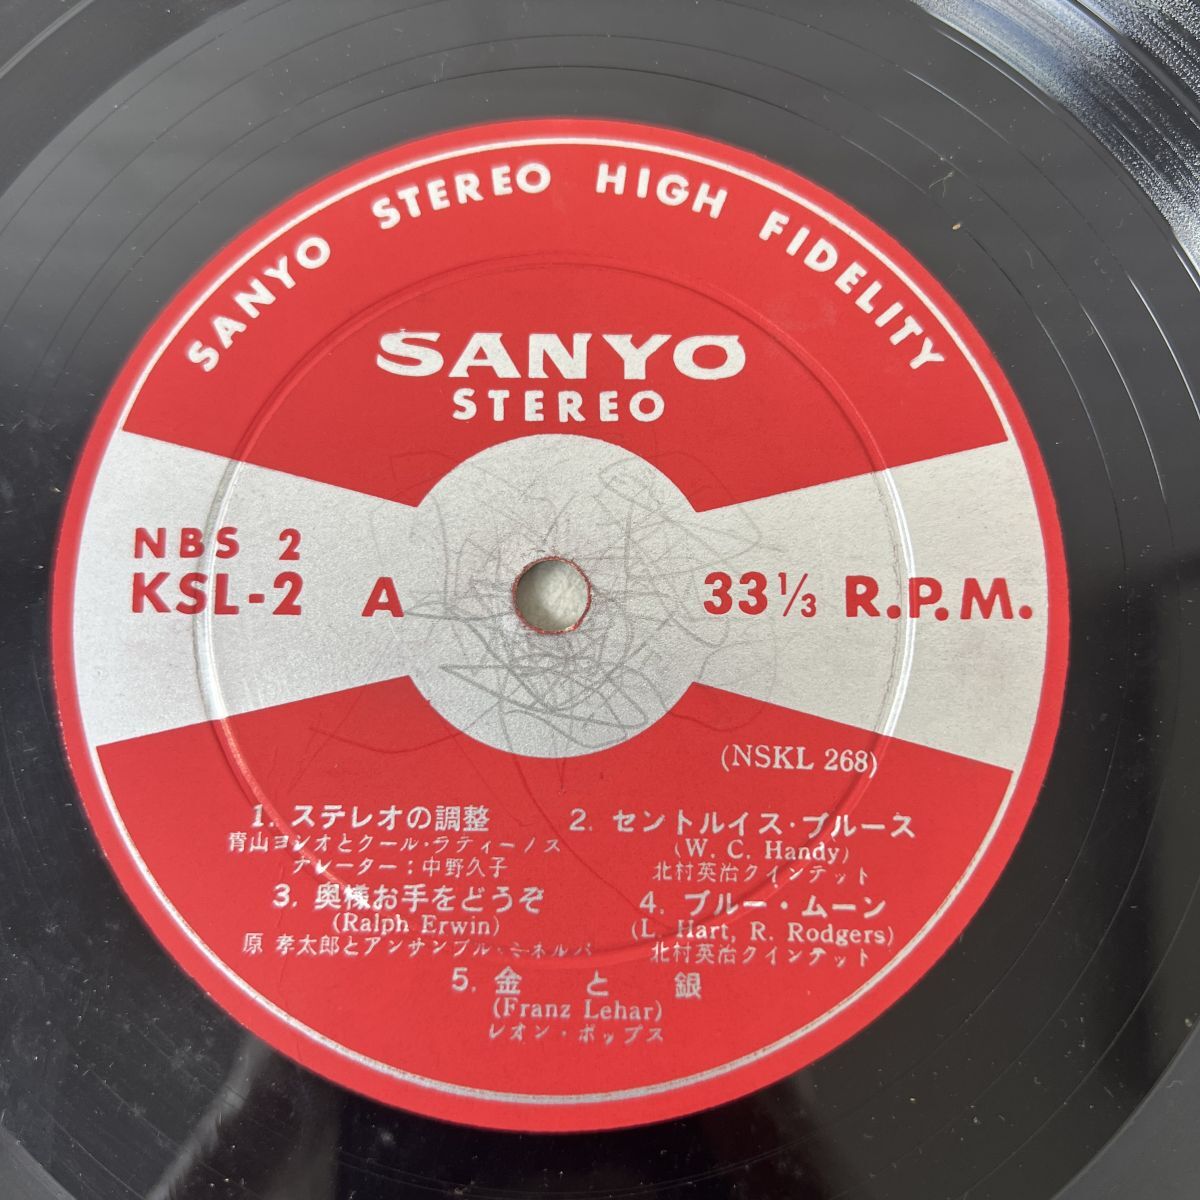 SANYO STEREO HIGH FIDELITY
SANYO
STEREO
NBS 2
KSL-2 A 33 1/3 R.P.M.
(NSKL 268)
1. ステレオの調整
青山ヨシオとクール・ラティーノス
ナレーター：中野久子
2. セントルイス・ブルース
(W. C. Handy)
北村英治クインテット
3. 奥様お手をどうぞ
(Ralph Erwin)
原 孝太郎とアンサンブル・ミネルバ
4. ブルー・ムーン
(L. Hart, R. Rodgers)
北村英治クインテット
5. 金と銀
(Franz Lehar)
レオン・ポップス